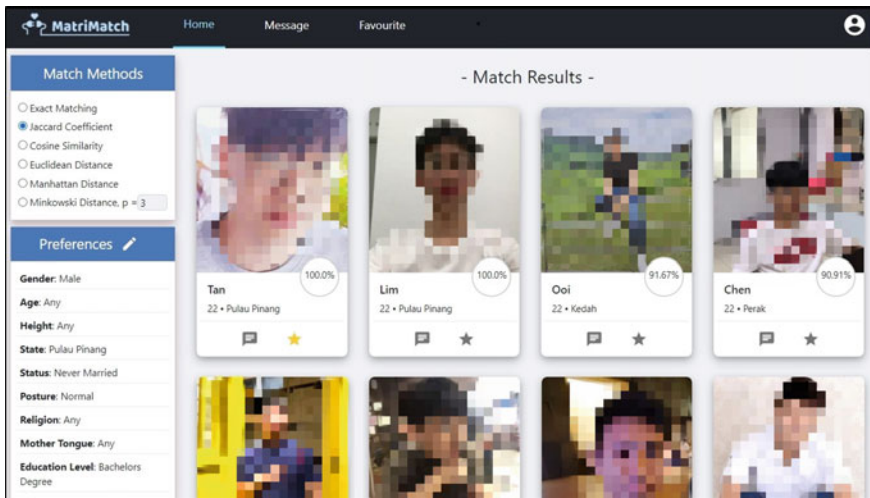 MatriMatch
Home
Message
Favourite
Match Methods
Exact Matching
Jaccard Coefficient
Cosine Similarity
Euclidean Distance
Manhattan Distance
Minkowski Distance, p = 3
Preferences
Gender: Male
Age: Any
Height: Any
State: Pulau Pinang
Status: Never Married
Posture: Normal
Religion: Any
Mother Tongue: Any
Education Level: Bachelors
Degree
- Match Results -
100.0%
Tan
22 • Pulau Pinang
100.0%
Lim
22 • Pulau Pinang
91.67%
Ooi
22 • Kedah
90.91%
Chen
22 • Perak